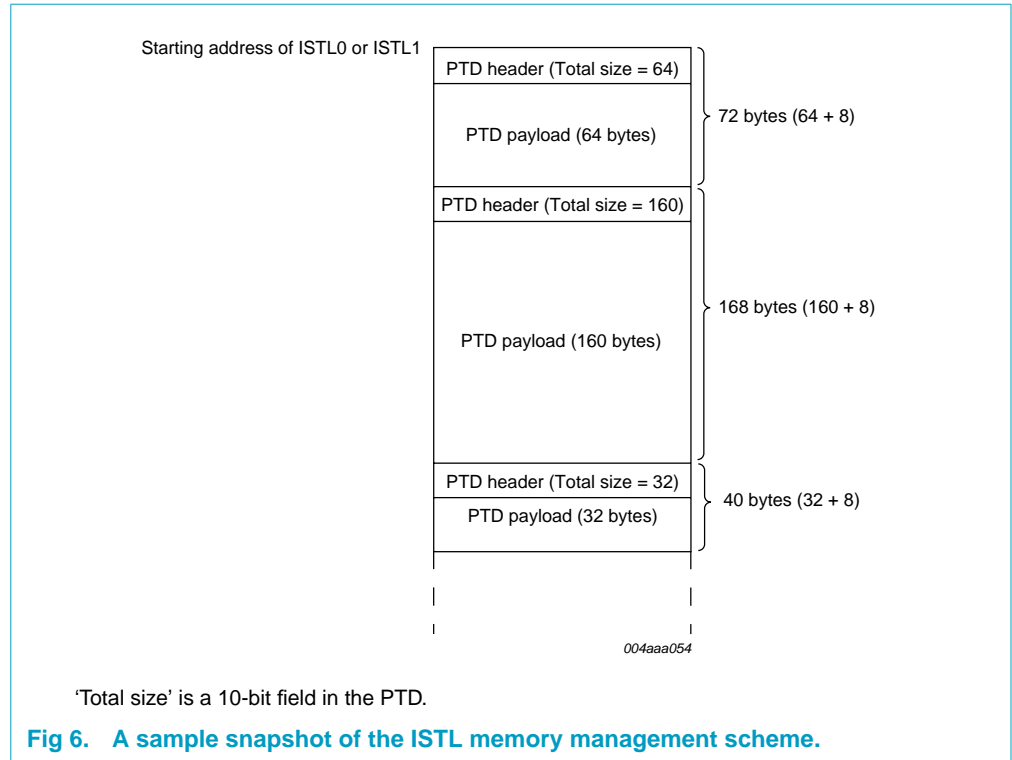 Starting address of ISTL0 or ISTL1
PTD header (Total size = 64)
PTD payload (64 bytes)
72 bytes (64 + 8)
PTD header (Total size = 160)
PTD payload (160 bytes)
168 bytes (160 + 8)
PTD header (Total size = 32)
PTD payload (32 bytes)
40 bytes (32 + 8)
004aaa054
‘Total size’ is a 10-bit field in the PTD.
Fig 6. A sample snapshot of the ISTL memory management scheme.